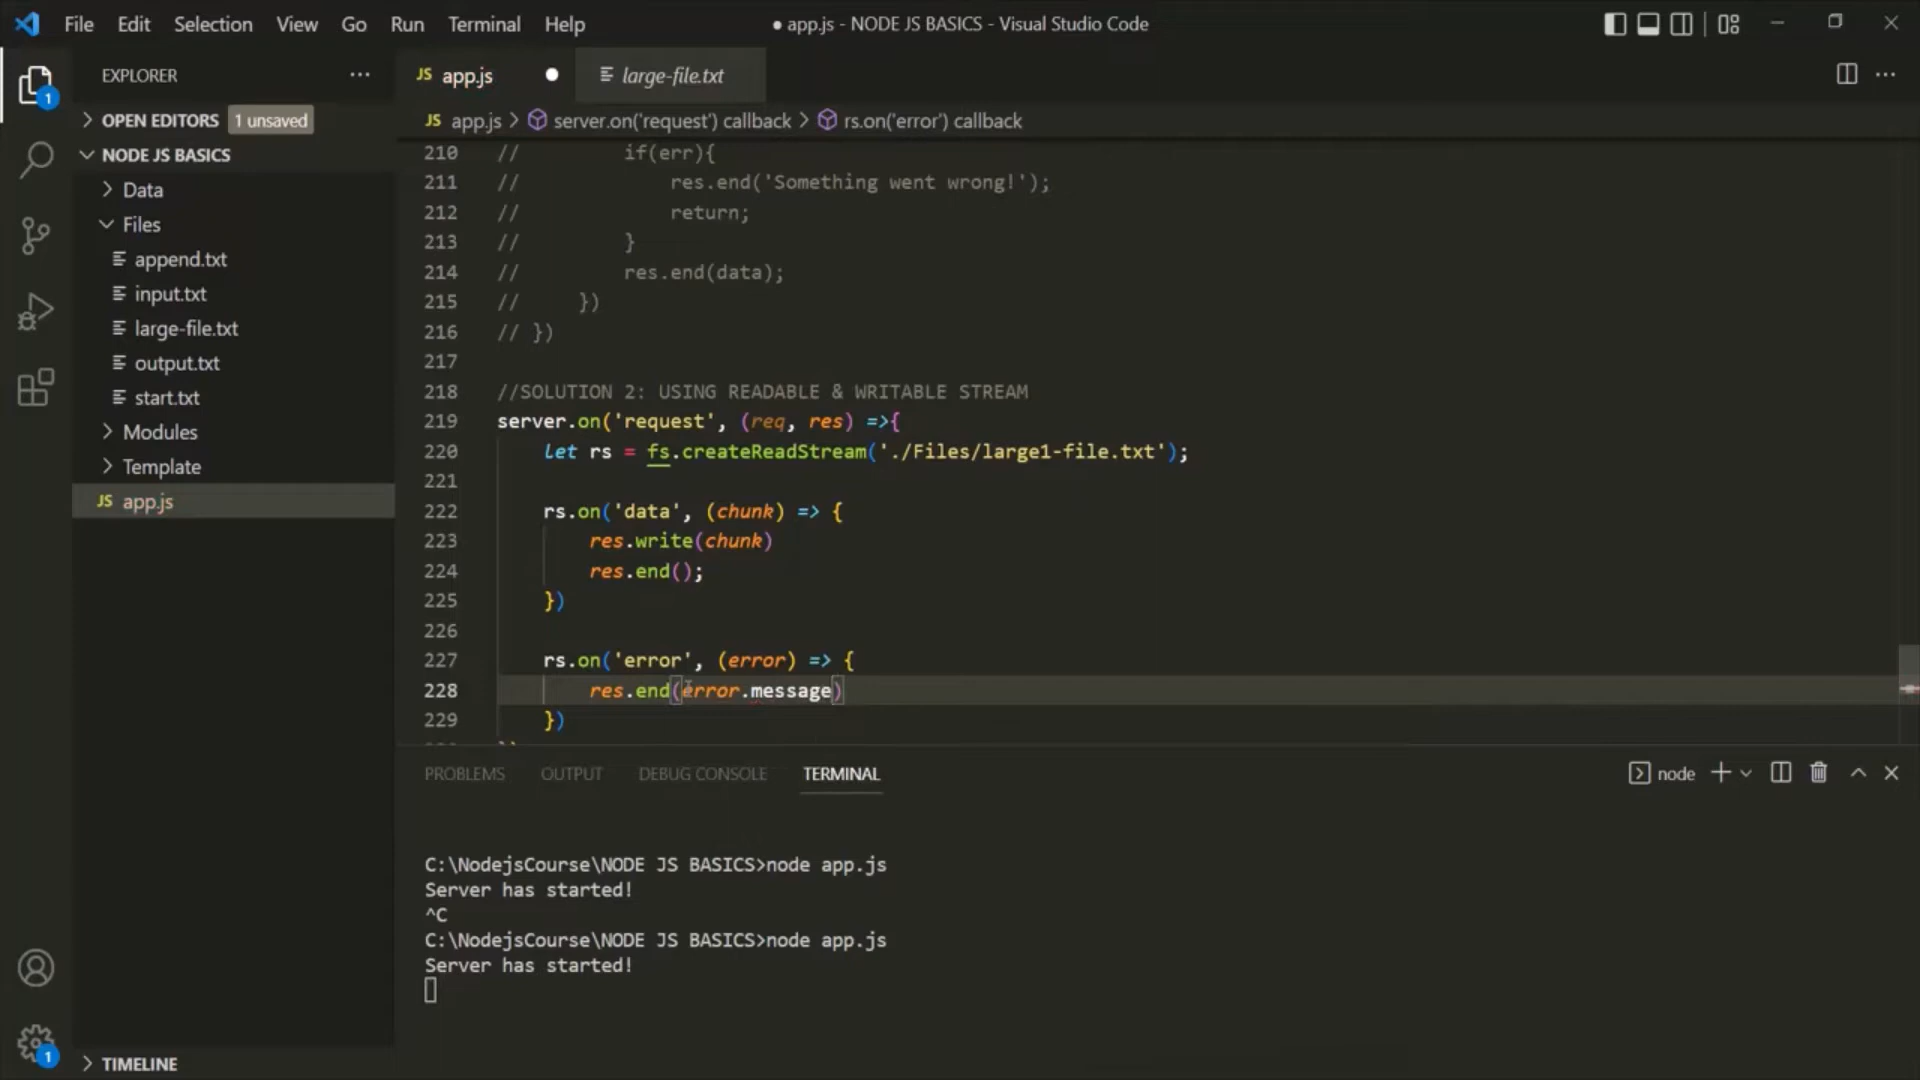 File Edit Selection View Go Run Terminal Help
● app.js - NODE JS BASICS - Visual Studio Code
EXPLORER
OPEN EDITORS 1 unsaved
NODE JS BASICS
Data
Files
append.txt
input.txt
large-file.txt
output.txt
start.txt
Modules
Template
JS app.js
TIMELINE
1
1
JS app.js
large-file.txt
JS app.js > server.on('request') callback > rs.on('error') callback
210 // if(err){
211 // res.end('Something went wrong!');
212 // return;
213 // }
214 // res.end(data);
215 // })
216 // })
217
218 //SOLUTION 2: USING READABLE & WRITABLE STREAM
219 server.on('request', (req, res) =>{
220 let rs = fs.createReadStream('./Files/large1-file.txt');
221
222 rs.on('data', (chunk) => {
223 res.write(chunk)
224 res.end();
225 })
226
227 rs.on('error', (error) => {
228 res.end(error.message)
229 })
PROBLEMS OUTPUT DEBUG CONSOLE TERMINAL
node
C:\NodejsCourse\NODE JS BASICS>node app.js
Server has started!
^C
C:\NodejsCourse\NODE JS BASICS>node app.js
Server has started!